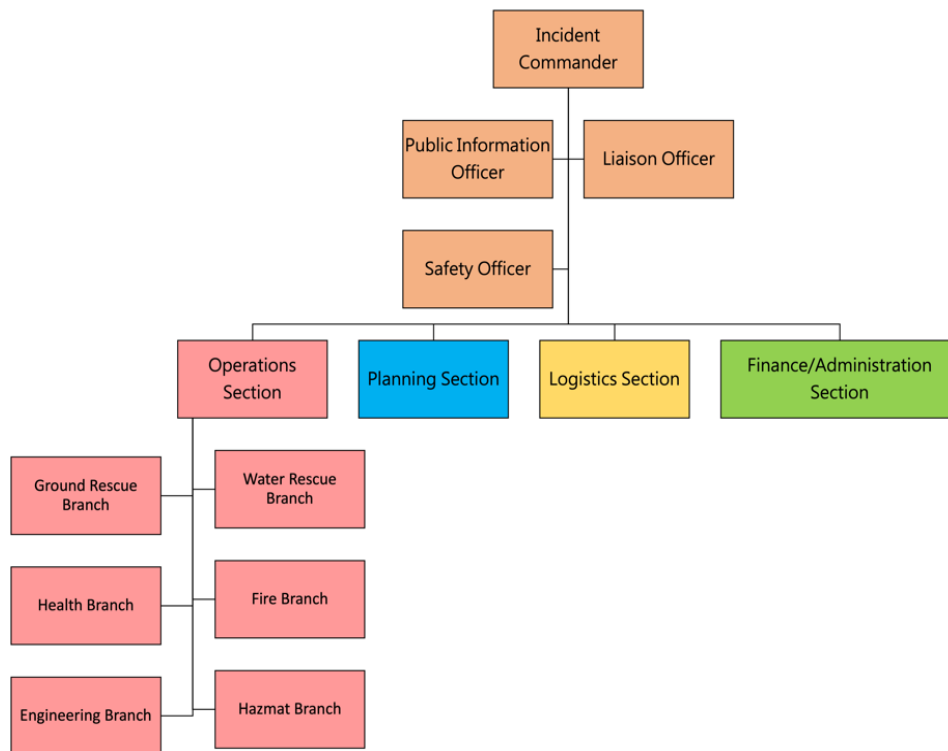 Incident
Commander
Public Information
Officer
Liaison Officer
Safety Officer
Operations
Section
Planning Section
Logistics Section
Finance/Administration
Section
Ground Rescue
Branch
Water Rescue
Branch
Health Branch
Fire Branch
Engineering Branch
Hazmat Branch